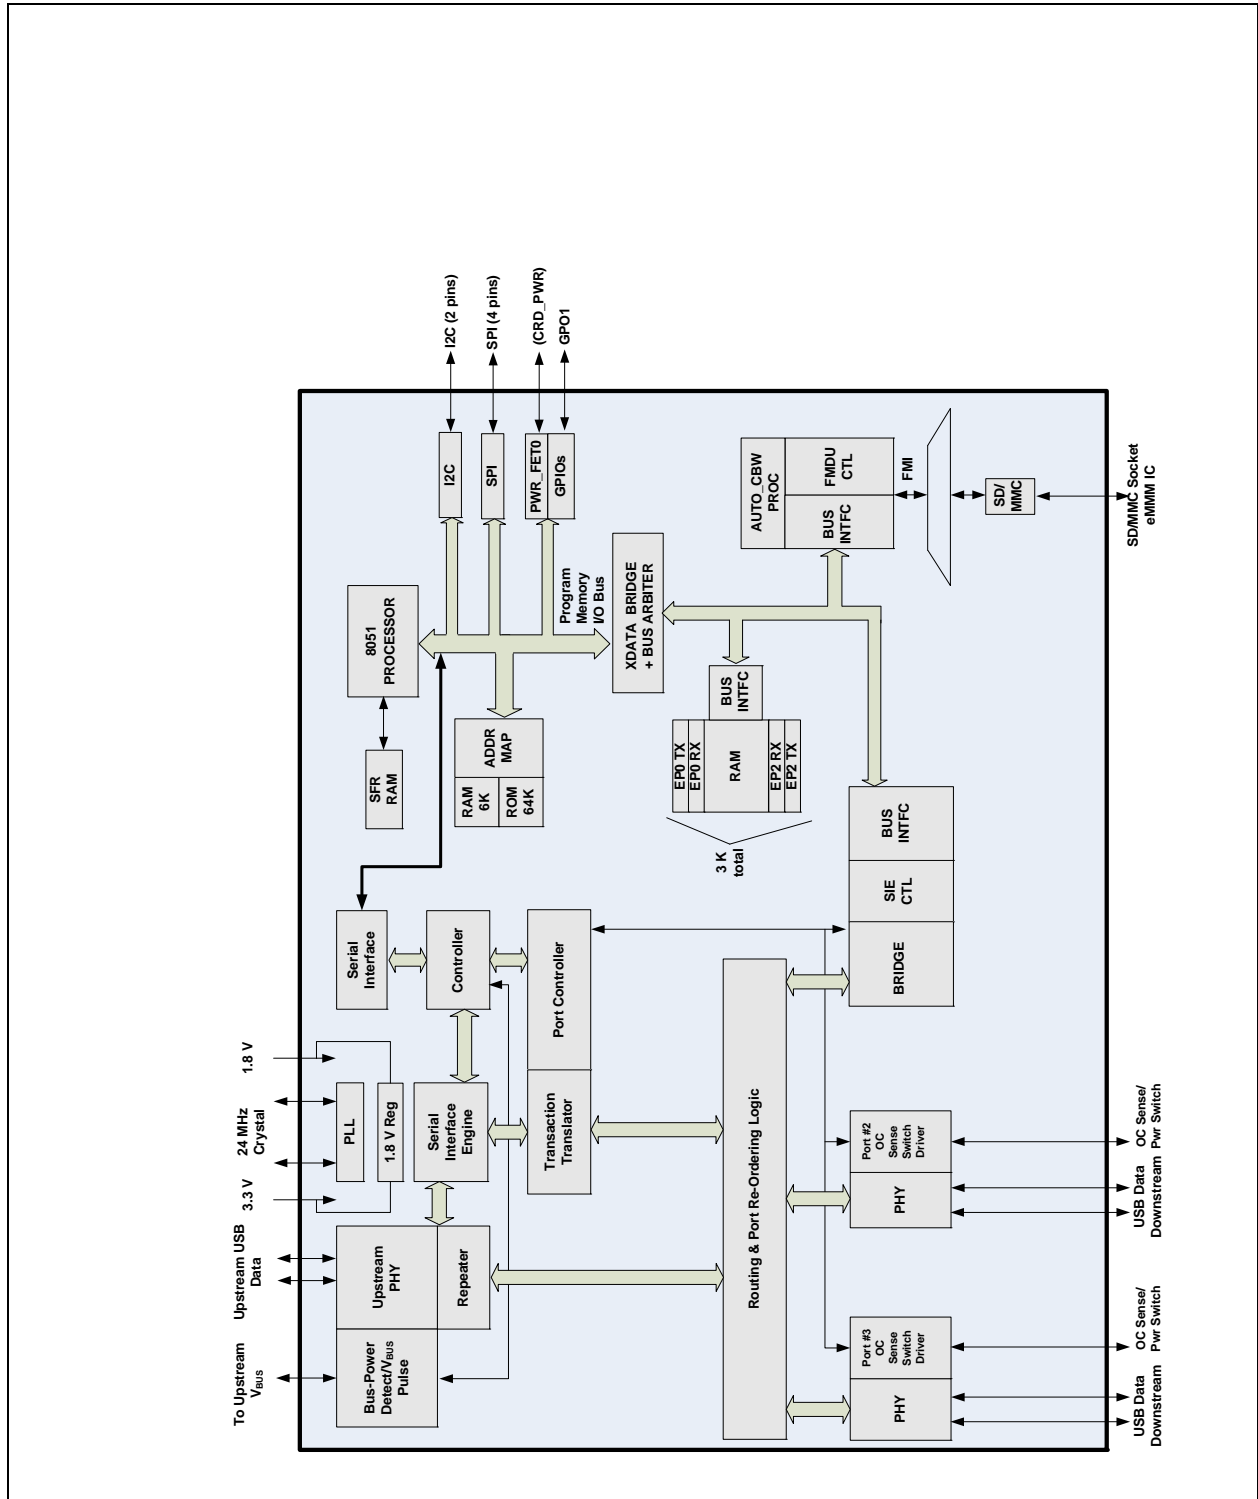 To Upstream
VBUS
Upstream USB
Data
3.3 V
24 MHz
Crystal
1.8 V
Bus-Power
Detect/VBUS
Pulse
Upstream
PHY
Repeater
PLL
1.8 V Reg
Serial
Interface
Engine
Serial
Interface
Controller
Transaction
Translator
Port Controller
SFR
RAM
8051
PROCESSOR
RAM
6K
ROM
64K
ADDR
MAP
I2C
SPI
PWR_FET0
GPIOs
I2C (2 pins)
SPI (4 pins)
(CRD_PWR)
GPO1
Program
Memory
I/O Bus
XDATA BRIDGE
+ BUS ARBITER
3 K
total
EP0 TX
EP0 RX
RAM
EP2 RX
EP2 TX
BUS
INTFC
AUTO_CBW
PROC
BUS
INTFC
FMDU
CTL
FMI
SD/
MMC
SD/MMC Socket
eMMM IC
Routing & Port Re-Ordering Logic
BRIDGE
SIE
CTL
BUS
INTFC
PHY
Port #3
OC
Sense
Switch
Driver
PHY
Port #2
OC
Sense
Switch
Driver
USB Data
Downstream
OC Sense/
Pwr Switch
USB Data
Downstream
OC Sense/
Pwr Switch